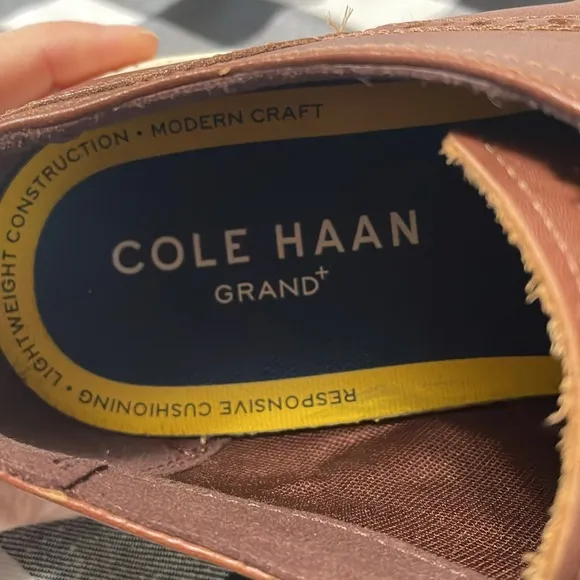 COLE HAAN
GRAND+
RESPONSIVE CUSHIONING • LIGHTWEIGHT CONSTRUCTION • MODERN CRAFT